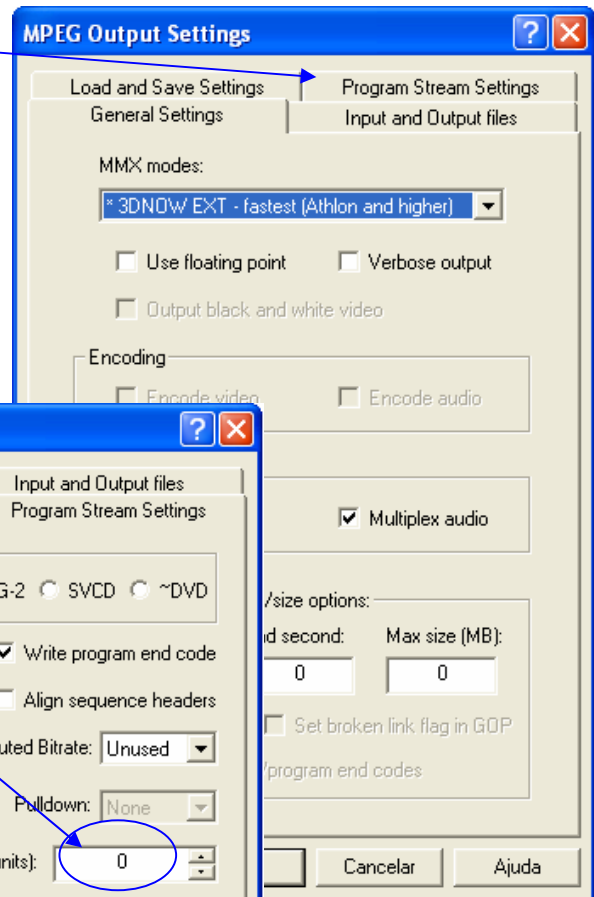 MPEG Output Settings
Load and Save Settings
Program Stream Settings
General Settings
Input and Output files
MMX modes:
* 3DNOW EXT - fastest (Athlon and higher)
Use floating point
Verbose output
Output black and white video
Encoding
Encode video
Encode audio
Multiplex audio
/size options:
nd second:
Max size (MB):
0
0
Set broken link flag in GOP
/program end codes
Cancelar
Ajuda
Input and Output files
Program Stream Settings
G-2
SVCD
~DVD
Write program end code
Align sequence headers
uted Bitrate:
Unused
Pulldown:
None
units):
0